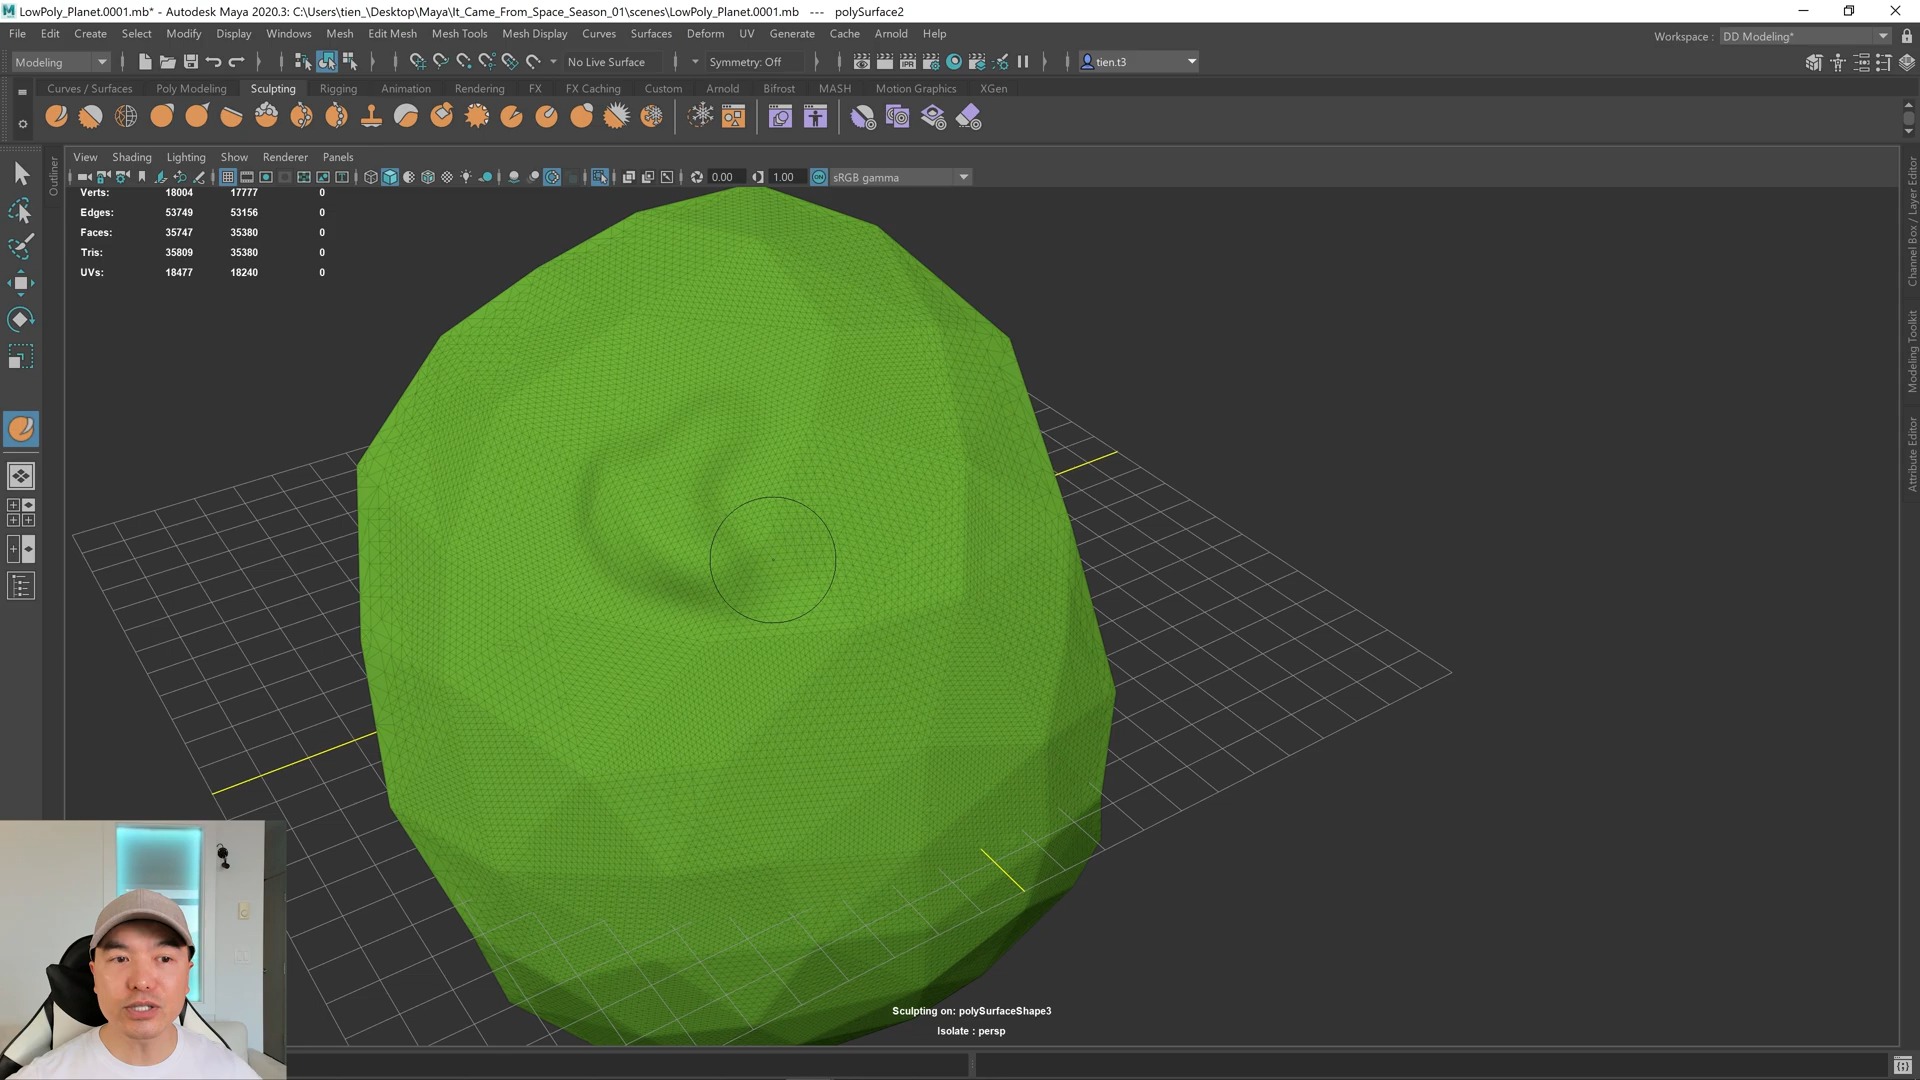 LowPoly_Planet.0001.mb* - Autodesk Maya 2020.3: C:\Users\tien_\Desktop\Maya\It_Came_From_Space_Season_01\scenes\LowPoly_Planet.0001.mb --- polySurface2
File Edit Create Select Modify Display Windows Mesh Edit Mesh Mesh Tools Mesh Display Curves Surfaces Deform UV Generate Cache Arnold Help Workspace : DD Modeling*
Modeling No Live Surface Symmetry: Off tien.t3
Curves / Surfaces Poly Modeling Sculpting Rigging Animation Rendering FX FX Caching Custom Arnold Bifrost MASH Motion Graphics XGen
View Shading Lighting Show Renderer Panels
0.00 1.00 sRGB gamma
Outliner
Channel Box / Layer Editor
Modeling Toolkit
Attribute Editor
Verts: 18004 17777 0
Edges: 53749 53156 0
Faces: 35747 35380 0
Tris: 35809 35380 0
UVs: 18477 18240 0
Sculpting on: polySurfaceShape3
Isolate : persp